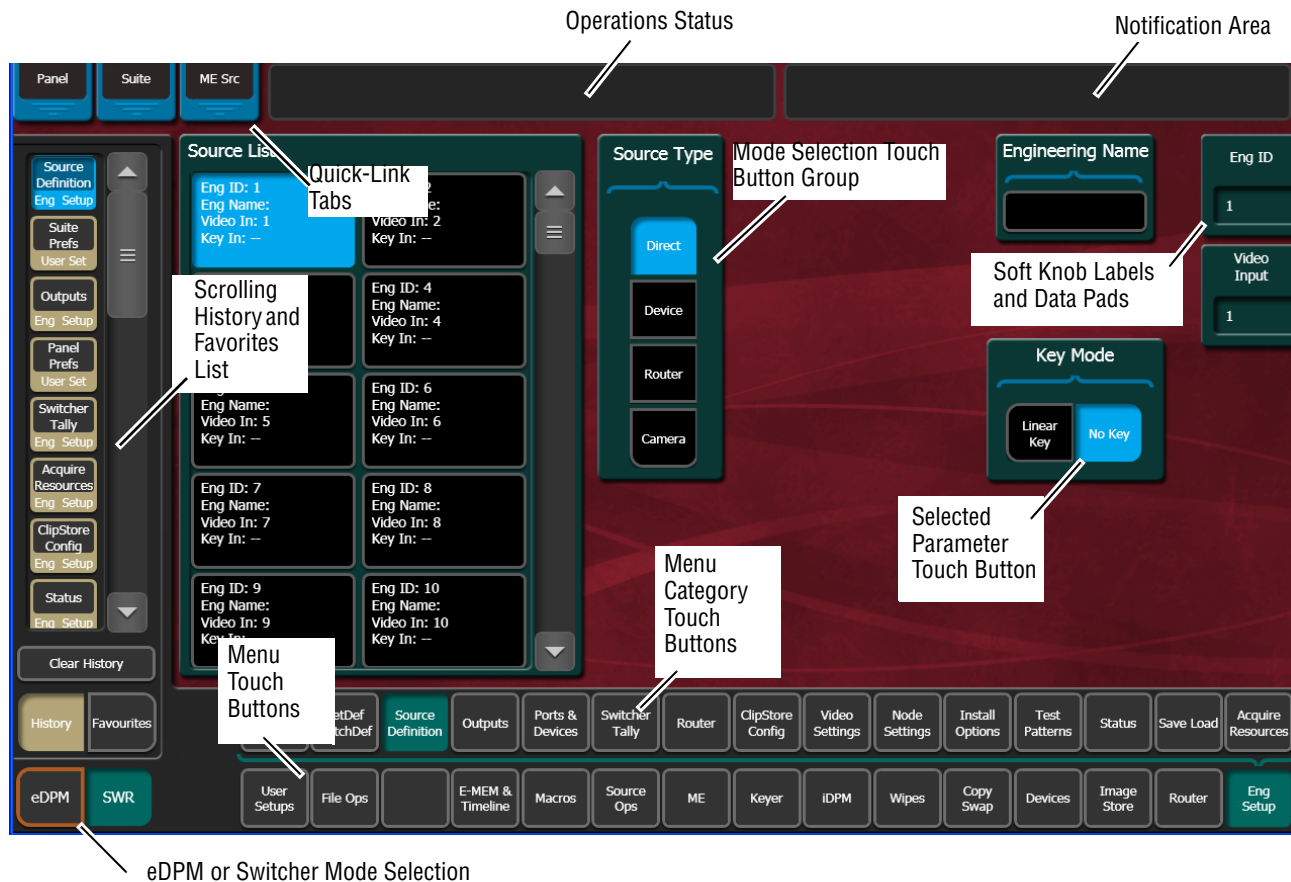 Operations Status
Notification Area
Panel
Suite
ME Src
Source
Definition
Eng Setup
Suite
Prefs
User Set
Outputs
Eng Setup
Panel
Prefs
User Set
Switcher
Tally
Eng Setup
Acquire
Resources
Eng Setup
ClipStore
Config
Eng Setup
Status
Eng Setup
Clear History
History
Favourites
eDPM
SWR
Scrolling
History and
Favorites
List
Quick-Link
Tabs
Eng ID: 1
Eng Name:
Video In: 1
Key In: --
Video In: 2
Key In: --
Eng ID: 4
Eng Name:
Video In: 4
Key In: --
Eng Name:
Video In: 5
Key In: --
Eng ID: 6
Eng Name:
Video In: 6
Key In: --
Eng ID: 7
Eng Name:
Video In: 7
Key In: --
Eng ID: 8
Eng Name:
Video In: 8
Key In: --
Eng ID: 9
Eng Name:
Video In: 9
Eng ID: 10
Eng Name:
Video In: 10
Key In: --
Source Type
Direct
Device
Router
Camera
Mode Selection Touch
Button Group
Engineering Name
Eng ID
1
Video
Input
1
Soft Knob Labels
and Data Pads
Key Mode
Linear
Key
No Key
Selected
Parameter
Touch Button
Menu
Category
Touch
Buttons
Menu
Touch
Buttons
Source
Definition
Outputs
Ports &
Devices
Switcher
Tally
Router
ClipStore
Config
Video
Settings
Node
Settings
Install
Options
Test
Patterns
Status
Save Load
Acquire
Resources
User
Setups
File Ops
E-MEM &
Timeline
Macros
Source
Ops
ME
Keyer
iDPM
Wipes
Copy
Swap
Devices
Image
Store
Router
Eng
Setup
eDPM or Switcher Mode Selection